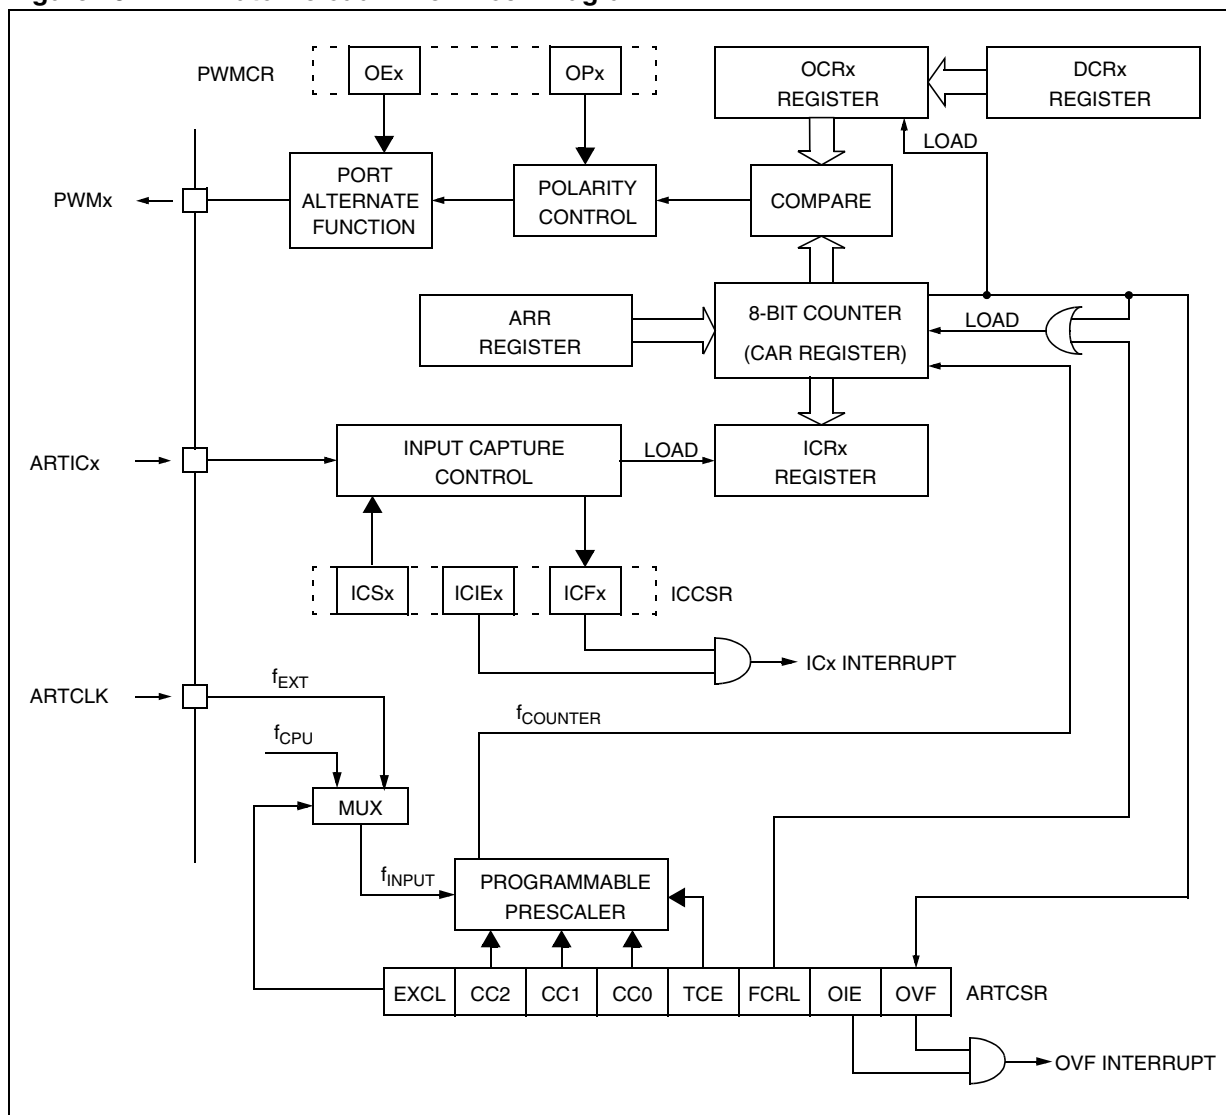 PWMCR
OEx
OPx
OCRx
REGISTER
DCRx
REGISTER
LOAD
PWMx
PORT
ALTERNATE
FUNCTION
POLARITY
CONTROL
COMPARE
ARR
REGISTER
8-BIT COUNTER
(CAR REGISTER)
LOAD
ARTICx
INPUT CAPTURE
CONTROL
LOAD
ICRx
REGISTER
ICSx
ICIEx
ICFx
ICCSR
ICx INTERRUPT
ARTCLK
fEXT
fCPU
fCOUNTER
MUX
fINPUT
PROGRAMMABLE
PRESCALER
EXCL
CC2
CC1
CC0
TCE
FCRL
OIE
OVF
ARTCSR
OVF INTERRUPT